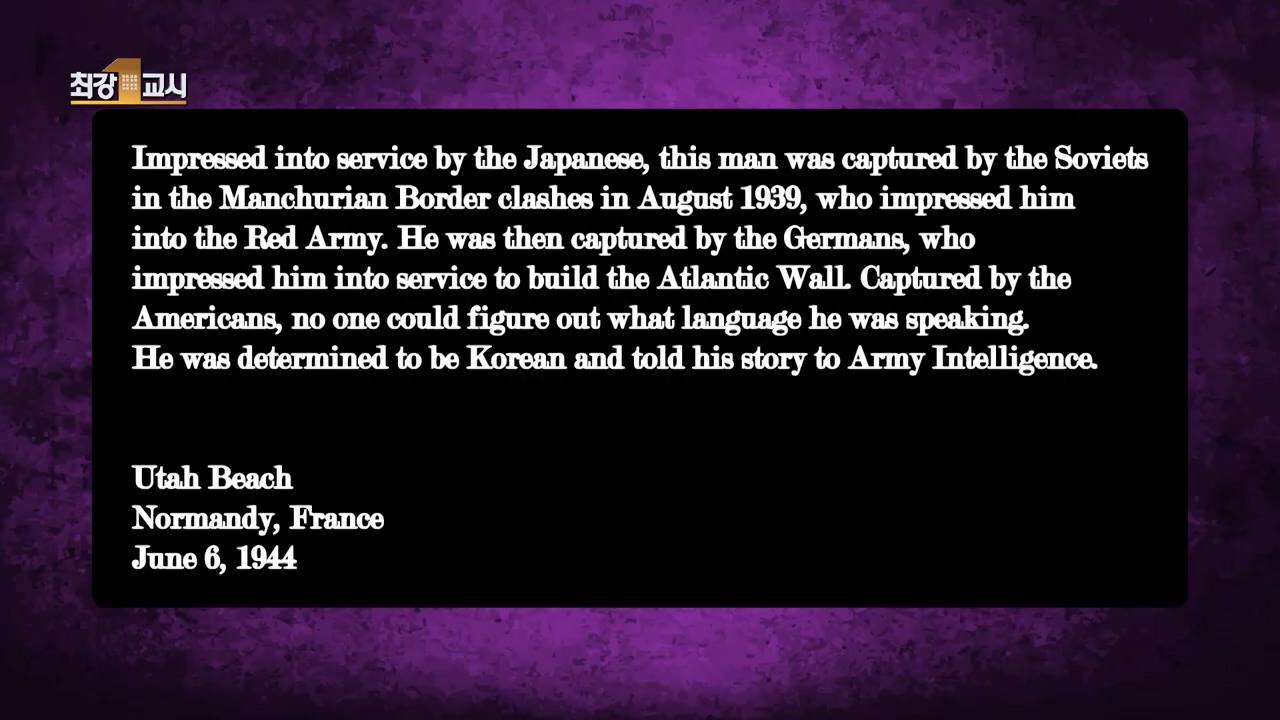 최강1교시
Impressed into service by the Japanese, this man was captured by the Soviets
in the Manchurian Border clashes in August 1939, who impressed him
into the Red Army. He was then captured by the Germans, who
impressed him into service to build the Atlantic Wall. Captured by the
Americans, no one could figure out what language he was speaking.
He was determined to be Korean and told his story to Army Intelligence.
Utah Beach
Normandy, France
June 6, 1944